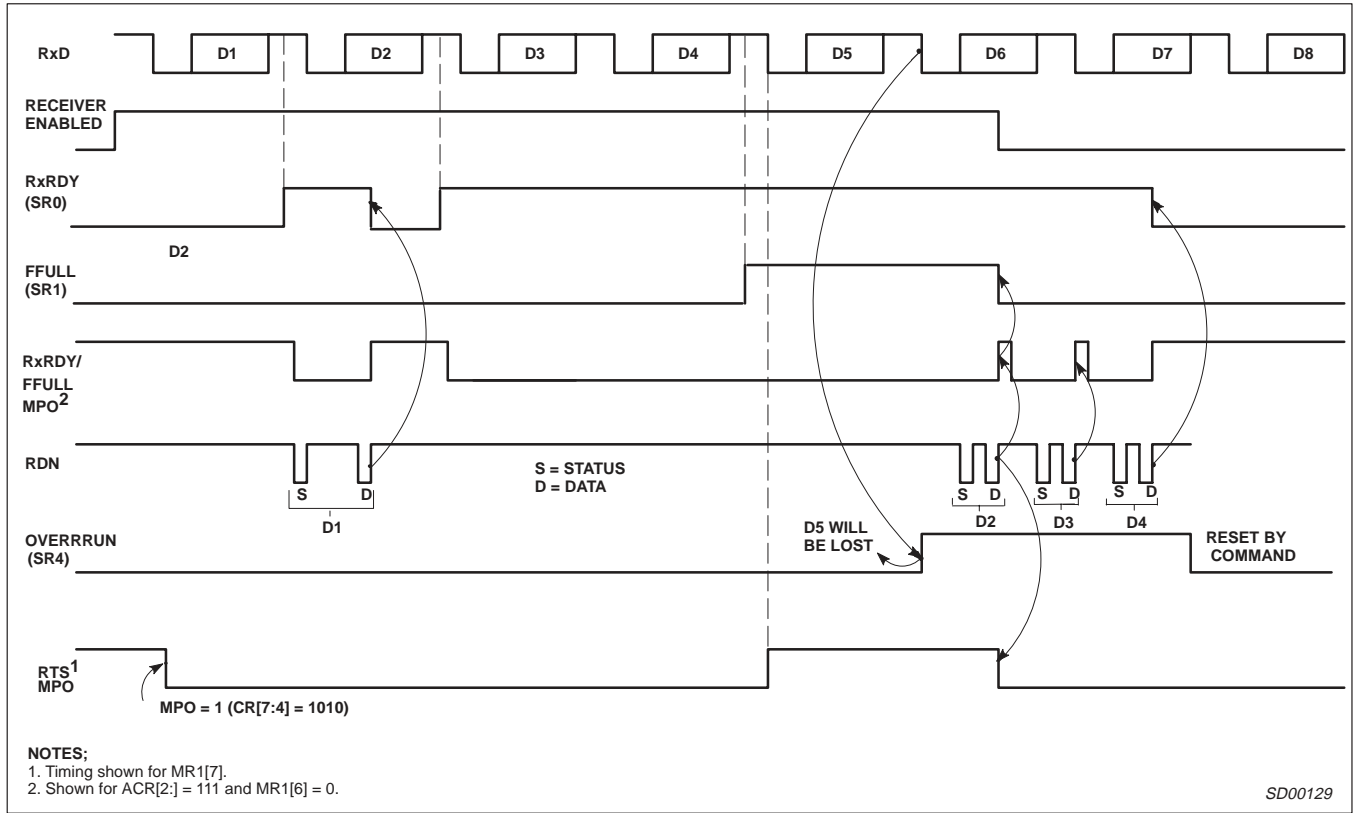 RxD
D1
D2
D3
D4
D5
D6
D7
D8
RECEIVER
ENABLED
RxRDY
(SR0)
D2
FFULL
(SR1)
RxRDY/
FFULL
MPO2
RDN
S
D
D1
S = STATUS
D = DATA
S
D
D2
S
D
D3
S
D
D4
OVERRRUN
(SR4)
D5 WILL
BE LOST
RESET BY
COMMAND
RTS1
MPO
MPO = 1 (CR[7:4] = 1010)
NOTES;
1. Timing shown for MR1[7].
2. Shown for ACR[2:] = 111 and MR1[6] = 0.
SD00129